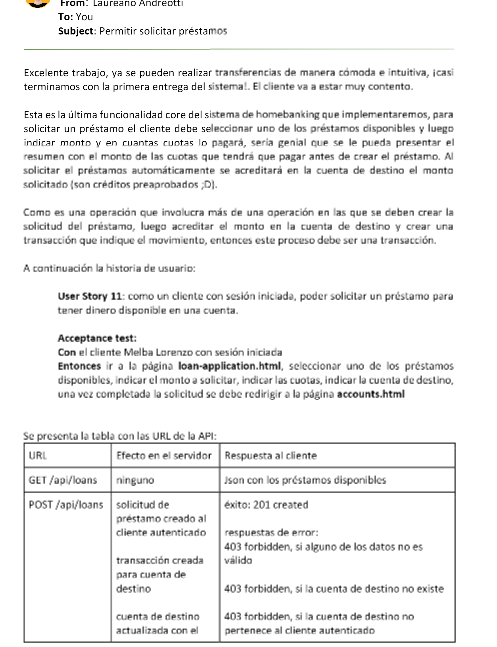 From: Laureano Andreotti
To: You
Subject: Permitir solicitar préstamos
Excelente trabajo, ya se pueden realizar transferencias de manera cómoda e intuitiva, ¡casi
terminamos con la primera entrega del sistema!. El cliente va a estar muy contento.
Esta es la última funcionalidad core del sistema de homebanking que implementaremos, para
solicitar un préstamo el cliente debe seleccionar uno de los préstamos disponibles y luego
indicar monto y en cuantas cuotas lo pagará, sería genial que se le pueda presentar el
resumen con el monto de las cuotas que tendrá que pagar antes de crear el préstamo. Al
solicitar el préstamos automáticamente se acreditará en la cuenta de destino el monto
solicitado (son créditos preaprobados ;D).
Como es una operación que involucra más de una operación en las que se deben crear la
solicitud del préstamo, luego acreditar el monto en la cuenta de destino y crear una
transacción que indique el movimiento, entonces este proceso debe ser una transacción.
A continuación la historia de usuario:
User Story 11: como un cliente con sesión iniciada, poder solicitar un préstamo para
tener dinero disponible en una cuenta.
Acceptance test:
Con el cliente Melba Lorenzo con sesión iniciada
Entonces ir a la página loan-application.html, seleccionar uno de los préstamos
disponibles, indicar el monto a solicitar, indicar las cuotas, indicar la cuenta de destino,
una vez completada la solicitud se debe redirigir a la página accounts.html
Se presenta la tabla con las URL de la API:
URL Efecto en el servidor Respuesta al cliente
GET /api/loans ninguno Json con los préstamos disponibles
POST /api/loans solicitud de éxito: 201 created
préstamo creado al
cliente autenticado respuestas de error:
403 forbidden, si alguno de los datos no es
transacción creada válido
para cuenta de
destino 403 forbidden, si la cuenta de destino no existe
cuenta de destino 403 forbidden, si la cuenta de destino no
actualizada con el pertenece al cliente autenticado